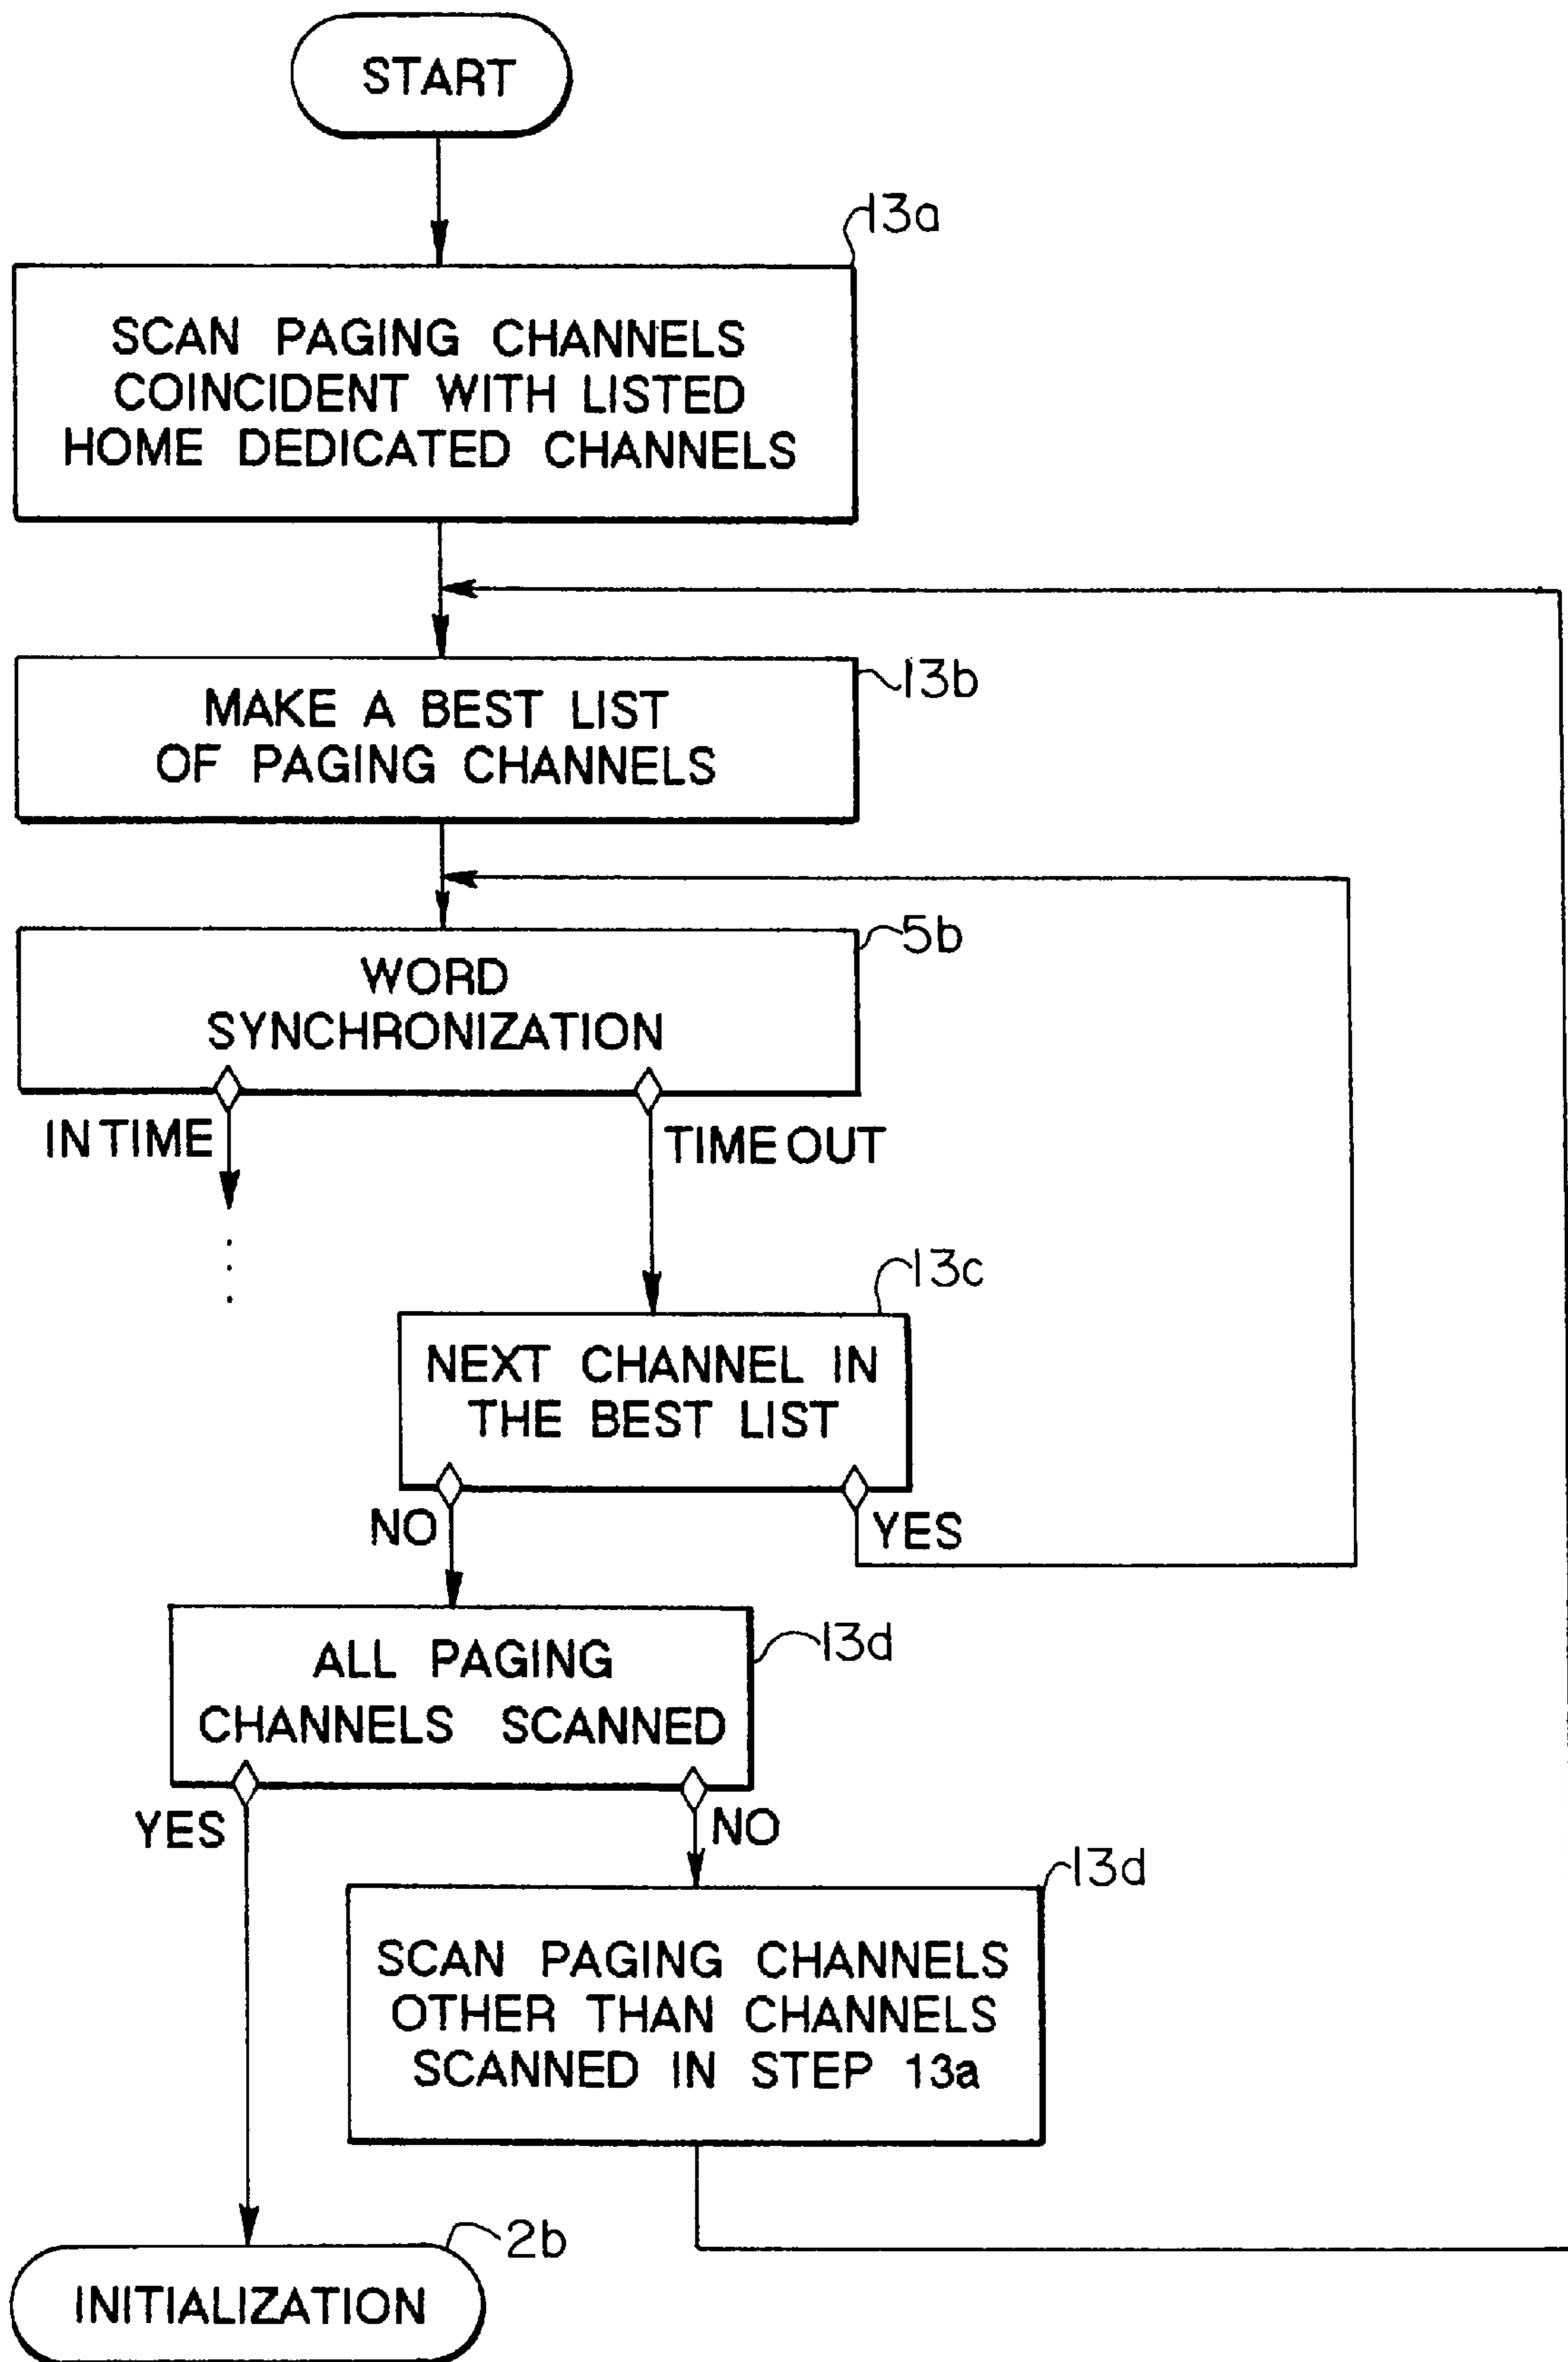 START
13a
SCAN PAGING CHANNELS
COINCIDENT WITH LISTED
HOME DEDICATED CHANNELS
13b
MAKE A BEST LIST
OF PAGING CHANNELS
5b
WORD
SYNCHRONIZATION
IN TIME
TIME OUT
13c
NEXT CHANNEL IN
THE BEST LIST
NO
YES
13d
ALL PAGING
CHANNELS SCANNED
YES
NO
13d
SCAN PAGING CHANNELS
OTHER THAN CHANNELS
SCANNED IN STEP 13a
2b
INITIALIZATION